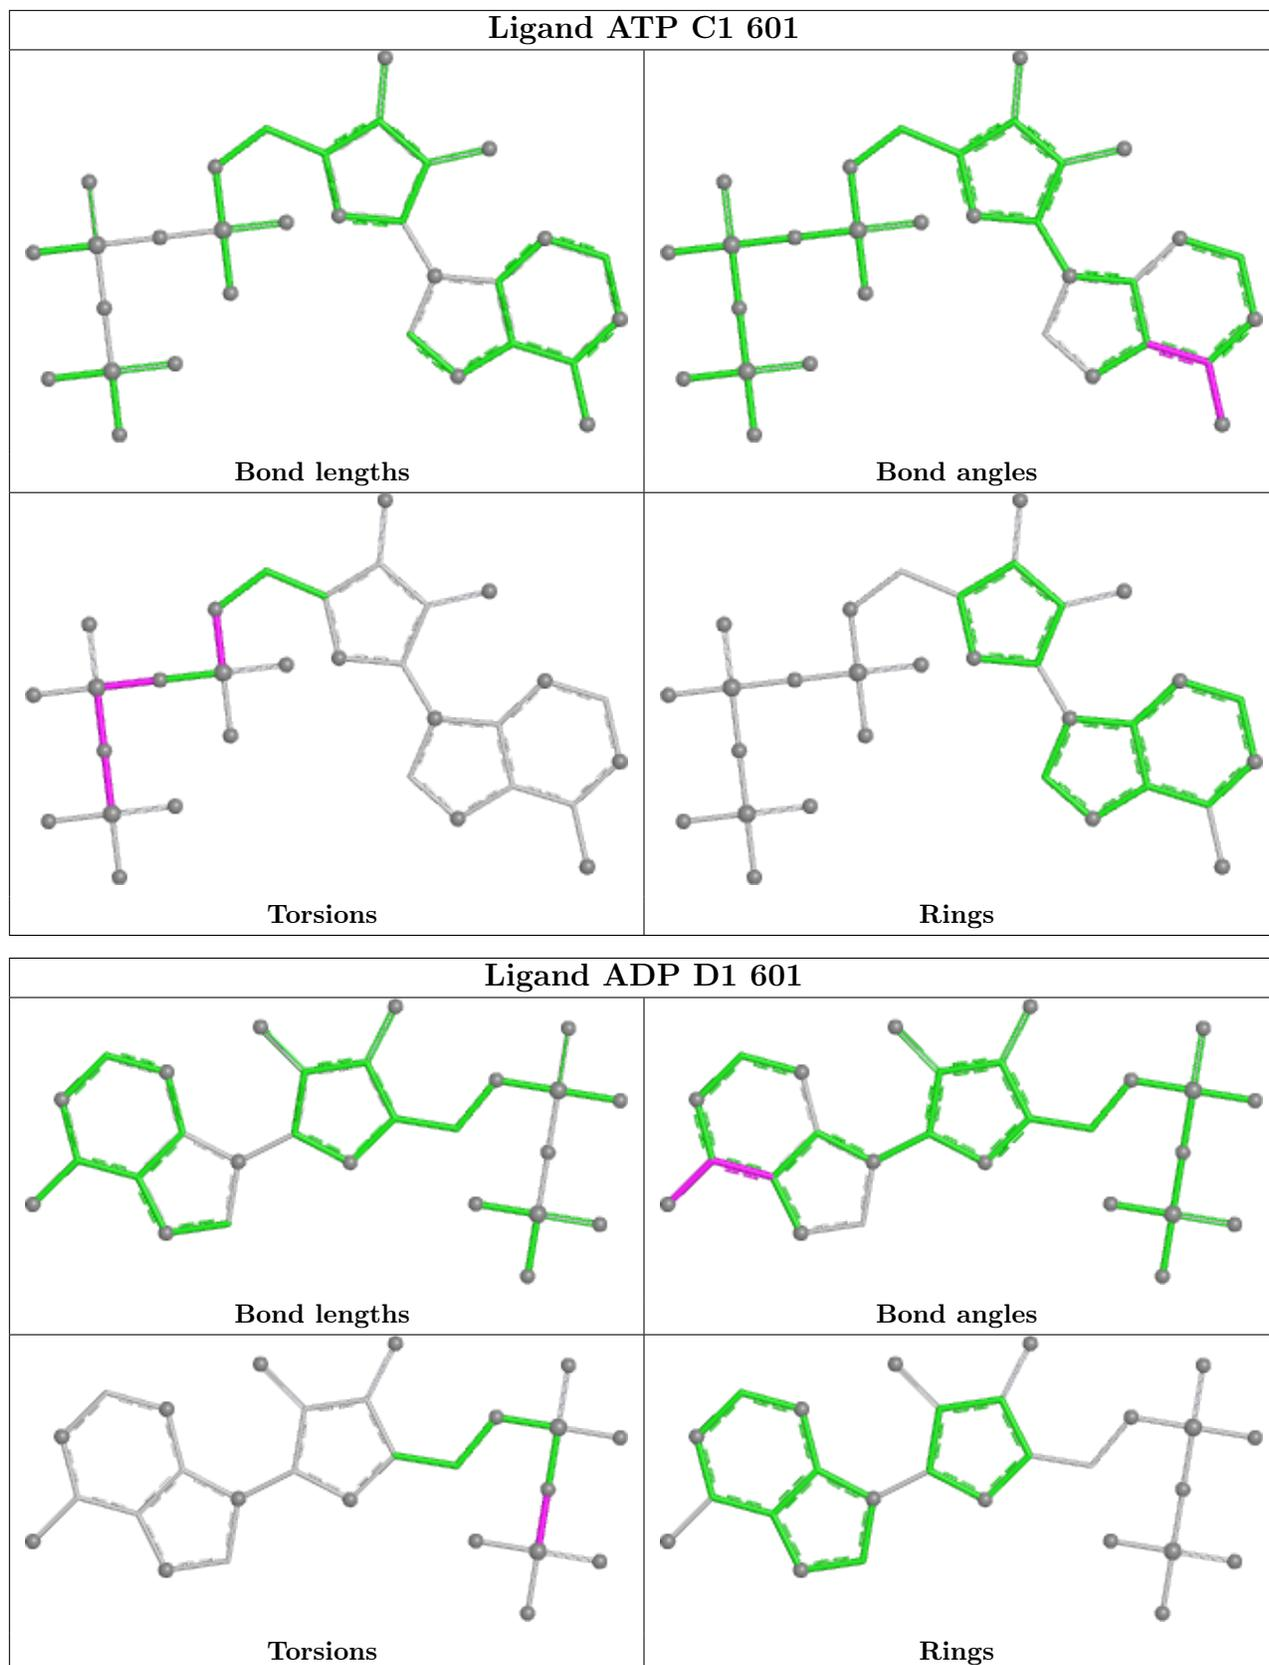 Ligand ATP C1 601
Bond lengths
Bond angles
Torsions
Rings
Ligand ADP D1 601
Bond lengths
Bond angles
Torsions
Rings